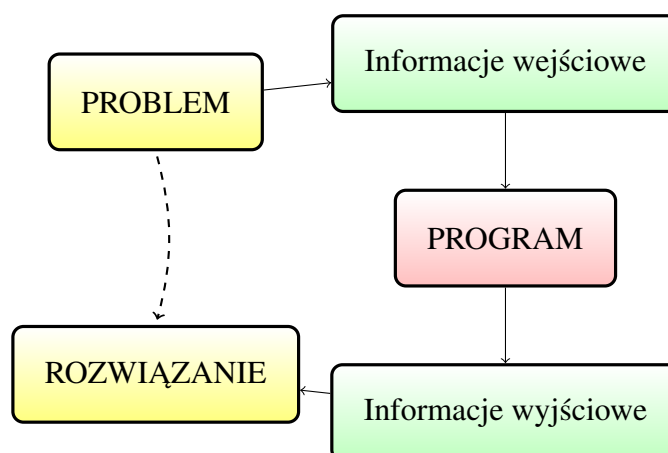 PROBLEM
Informacje wejściowe
PROGRAM
ROZWIĄZANIE
Informacje wyjściowe